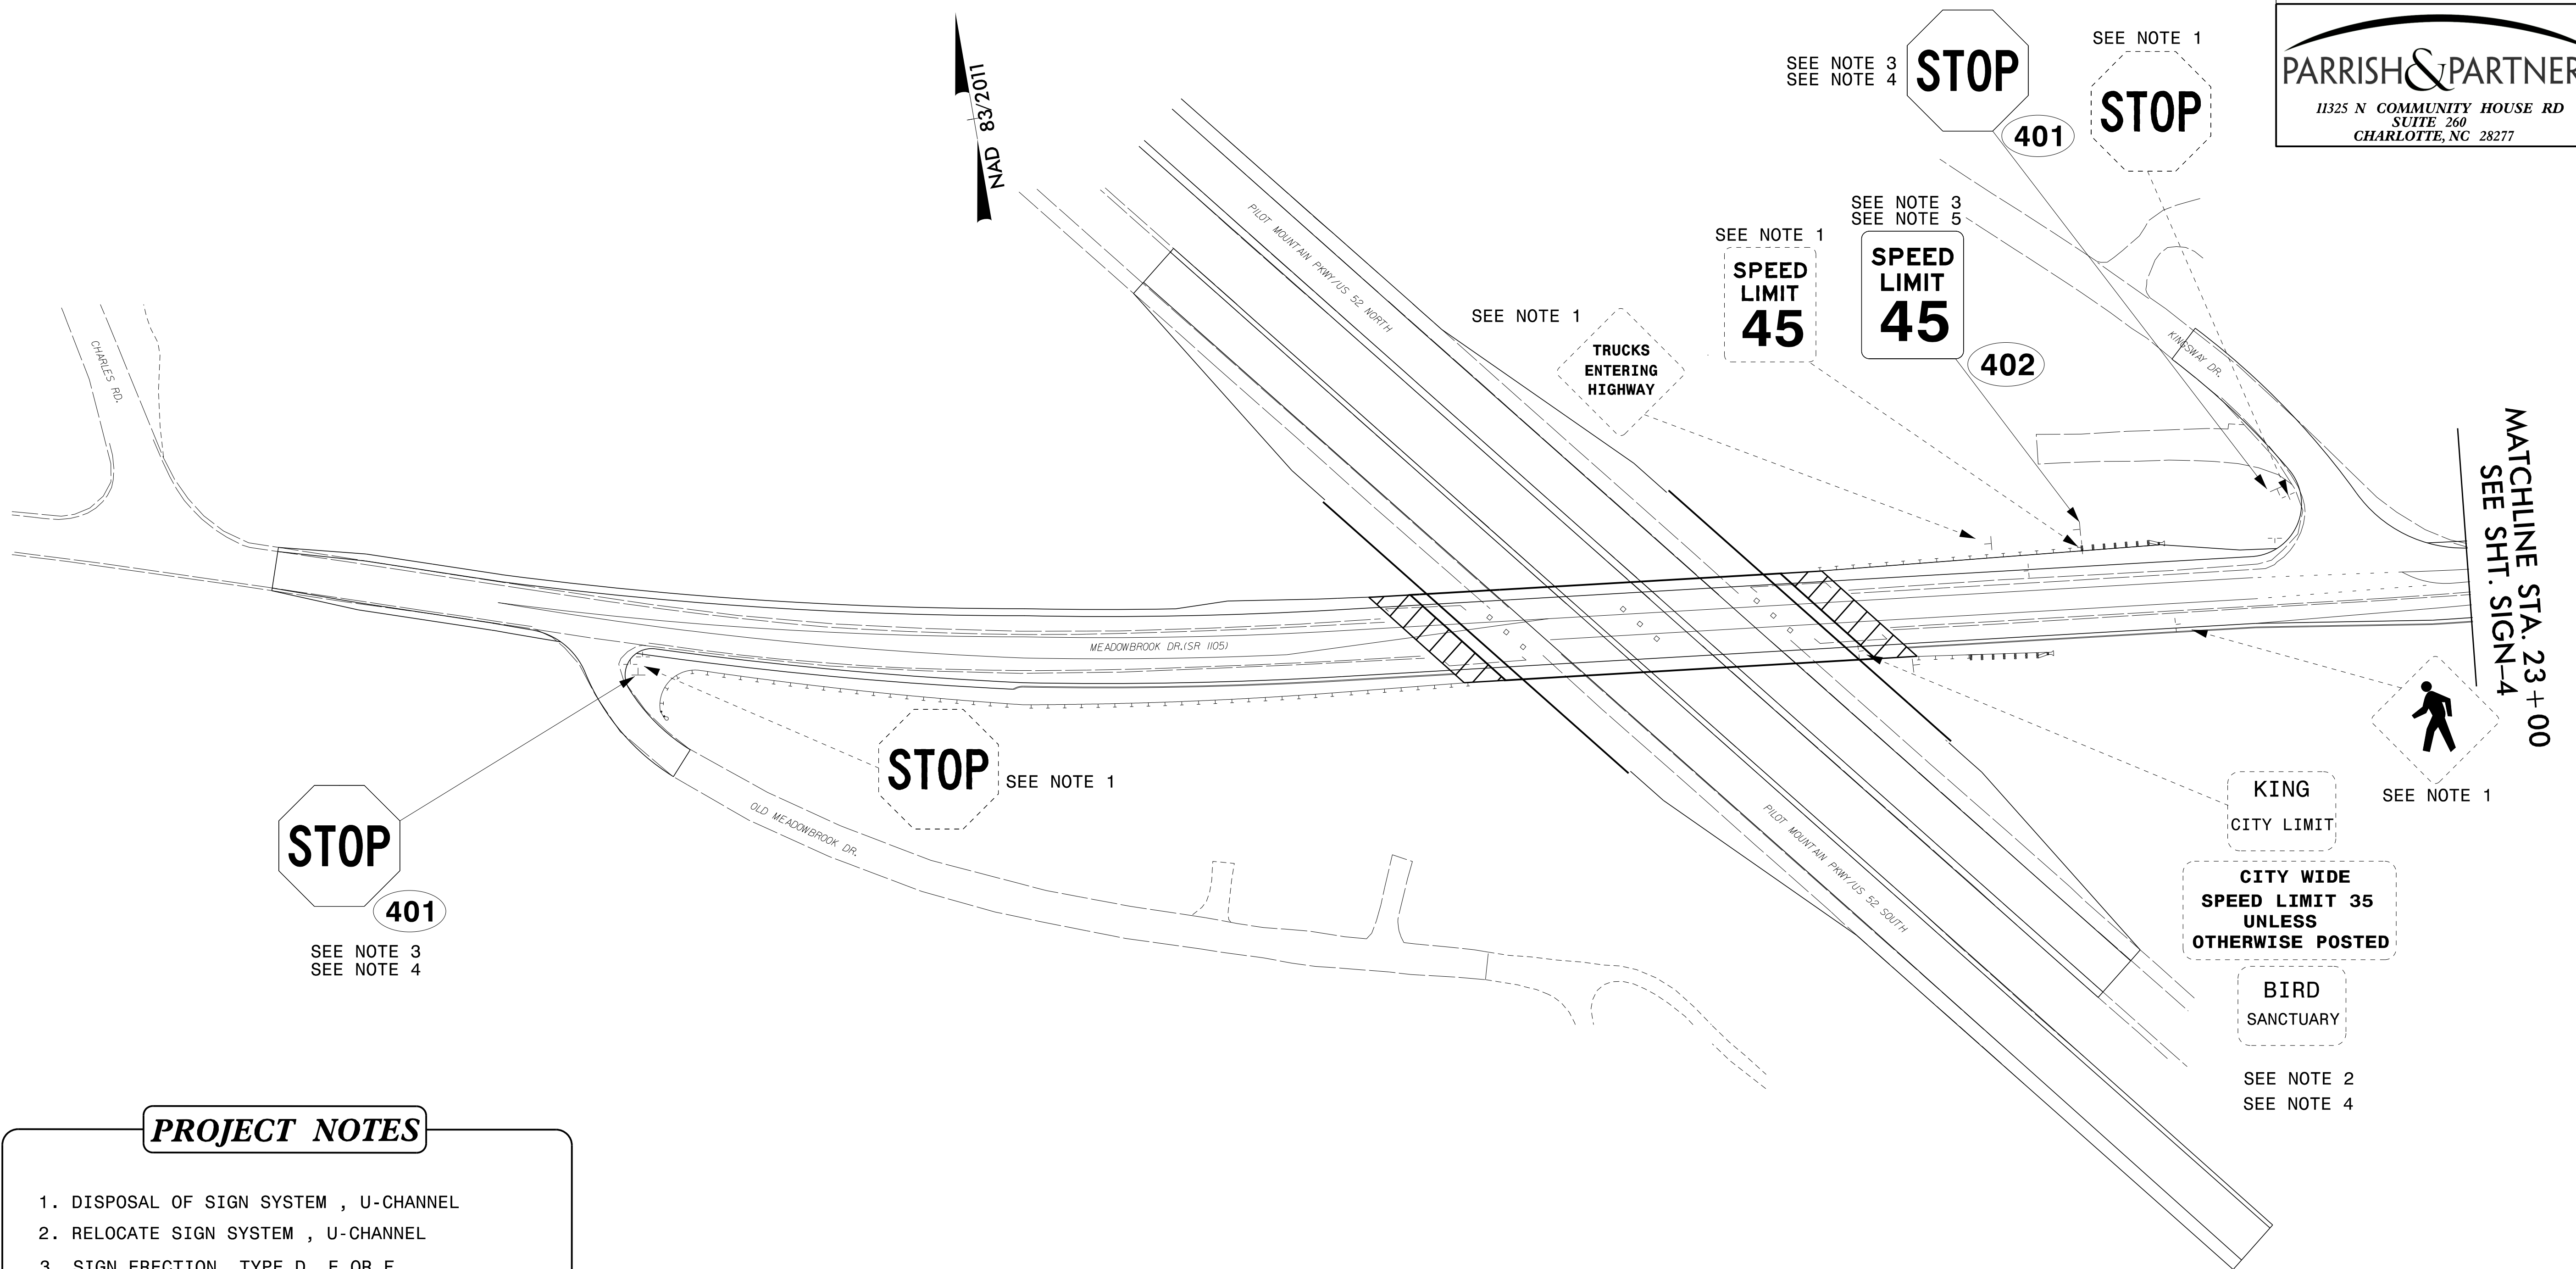 NAD 83/2011
SEE NOTE 3
SEE NOTE 4
STOP
401
SEE NOTE 1
STOP
PARRISH&PARTNER
11325 N COMMUNITY HOUSE RD
SUITE 260
CHARLOTTE, NC 28277
SEE NOTE 3
SEE NOTE 5
SPEED
LIMIT
45
402
SEE NOTE 1
SPEED
LIMIT
45
SEE NOTE 1
TRUCKS
ENTERING
HIGHWAY
PILOT MOUNTAIN PKWY/US 52 NORTH
CHARLES RD.
KINGSWAY DR.
MATCHLINE STA. 23+00
SEE SHT. SIGN-4
MEADOWBROOK DR.(SR 1105)
STOP
SEE NOTE 1
STOP
401
SEE NOTE 3
SEE NOTE 4
OLD MEADOWBROOK DR.
PILOT MOUNTAIN PKWY/US 52 SOUTH
SEE NOTE 1
KING
CITY LIMIT
CITY WIDE
SPEED LIMIT 35
UNLESS
OTHERWISE POSTED
BIRD
SANCTUARY
SEE NOTE 2
SEE NOTE 4
PROJECT NOTES
1. DISPOSAL OF SIGN SYSTEM , U-CHANNEL
2. RELOCATE SIGN SYSTEM , U-CHANNEL
3. SIGN ERECTION, TYPE D, E OR F